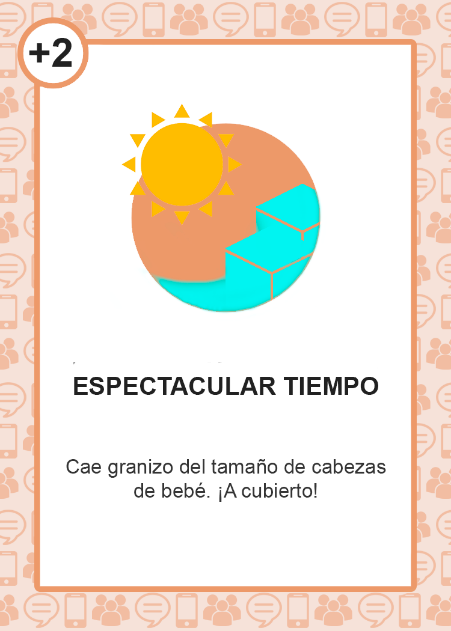 +2
ESPECTACULAR TIEMPO
Cae granizo del tamaño de cabezas
de bebé. ¡A cubierto!